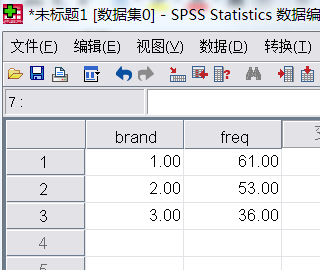 *未标题1 [数据集0] - SPSS Statistics 数据编
文件(F) 编辑(E) 视图(V) 数据(D) 转换(T)
7 :
brand freq
1 1.00 61.00
2 2.00 53.00
3 3.00 36.00
4